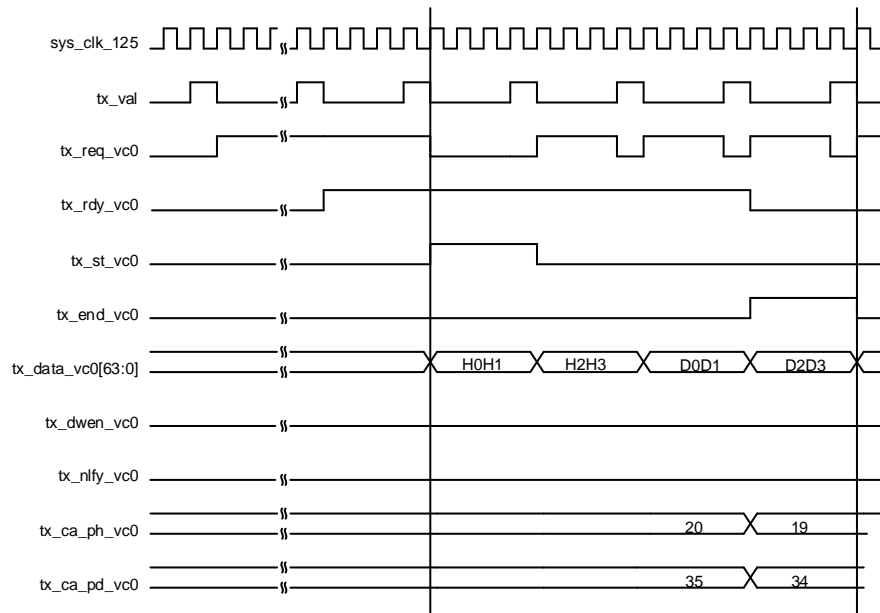 sys_clk_125
tx_val
tx_req_vc0
tx_rdy_vc0
tx_st_vc0
tx_end_vc0
tx_data_vc0[63:0] H0H1 H2H3 D0D1 D2D3
tx_dwen_vc0
tx_nlfy_vc0
tx_ca_ph_vc0 20 19
tx_ca_pd_vc0 35 34